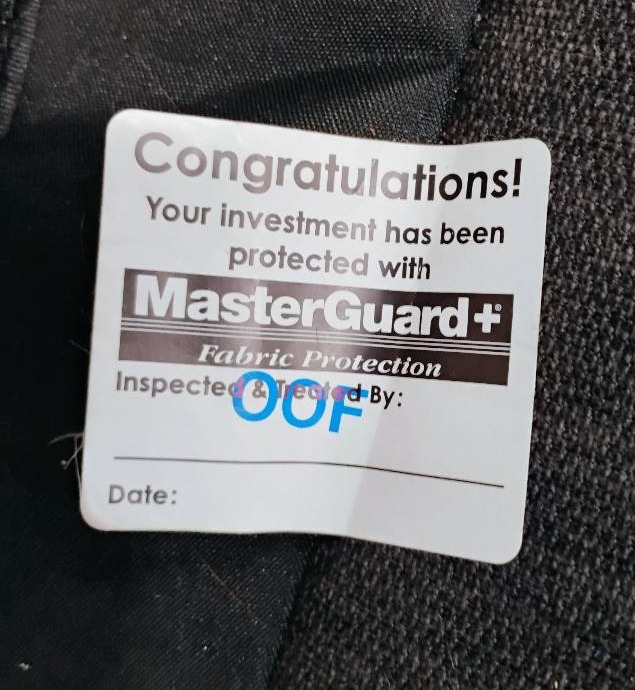 Congratulations!
Your investment has been
protected with
MasterGuard+®
Fabric Protection
Inspected & Treated By:
OOF
Date: